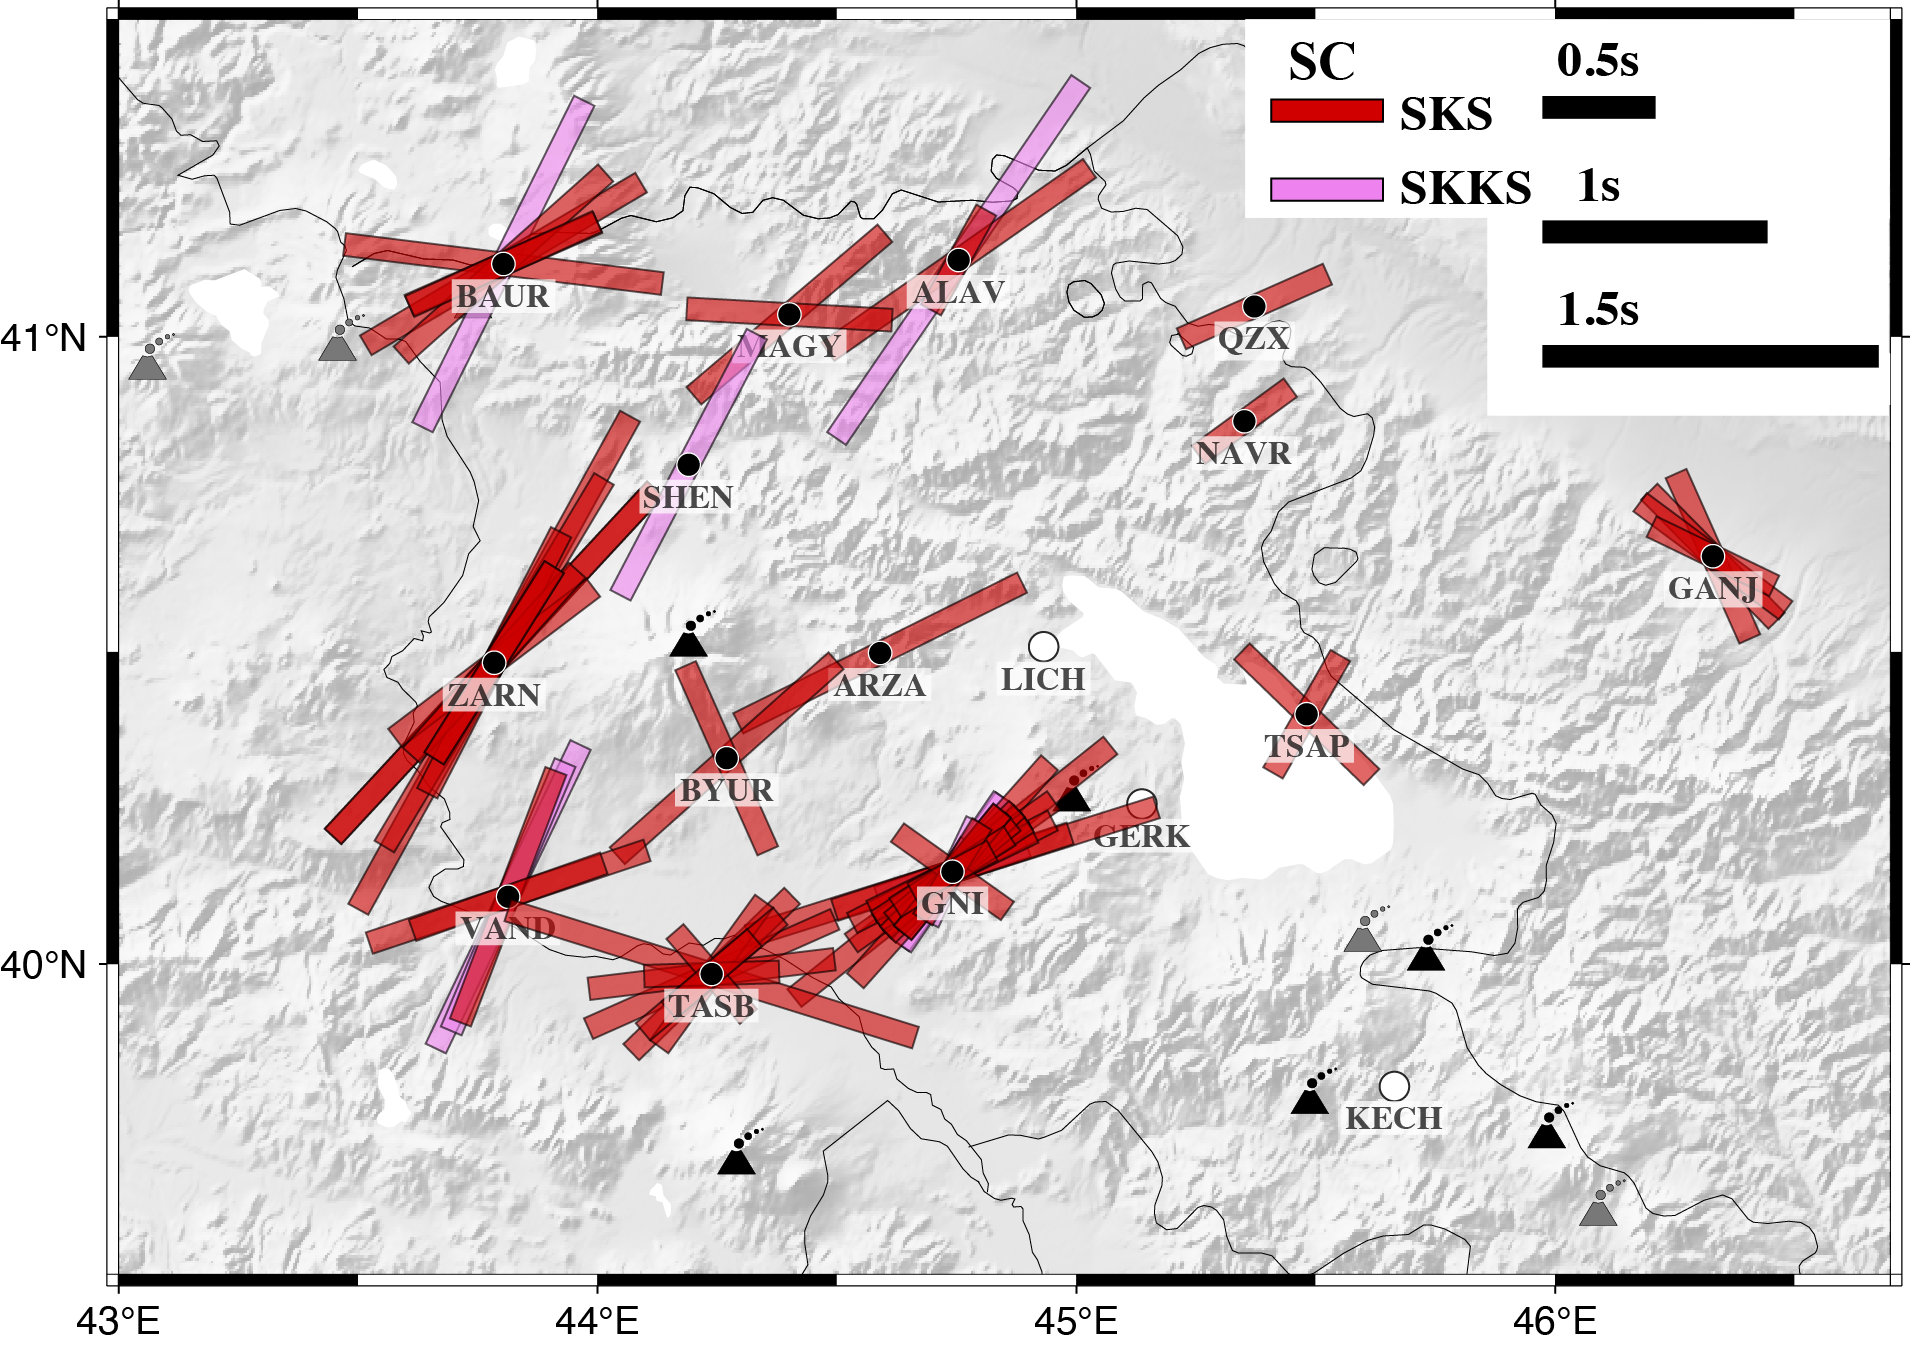 SC
0.5s
SKS
1s
SKKS
1.5s
BAUR
ALAV
MAGY
QZX
41°N
NAVR
SHEN
GANJ
ZARN
ARZA
LICH
TSAP
BYUR
GERK
GNI
VAND
40°N
TASB
KECH
43°E
44°E
45°E
46°E